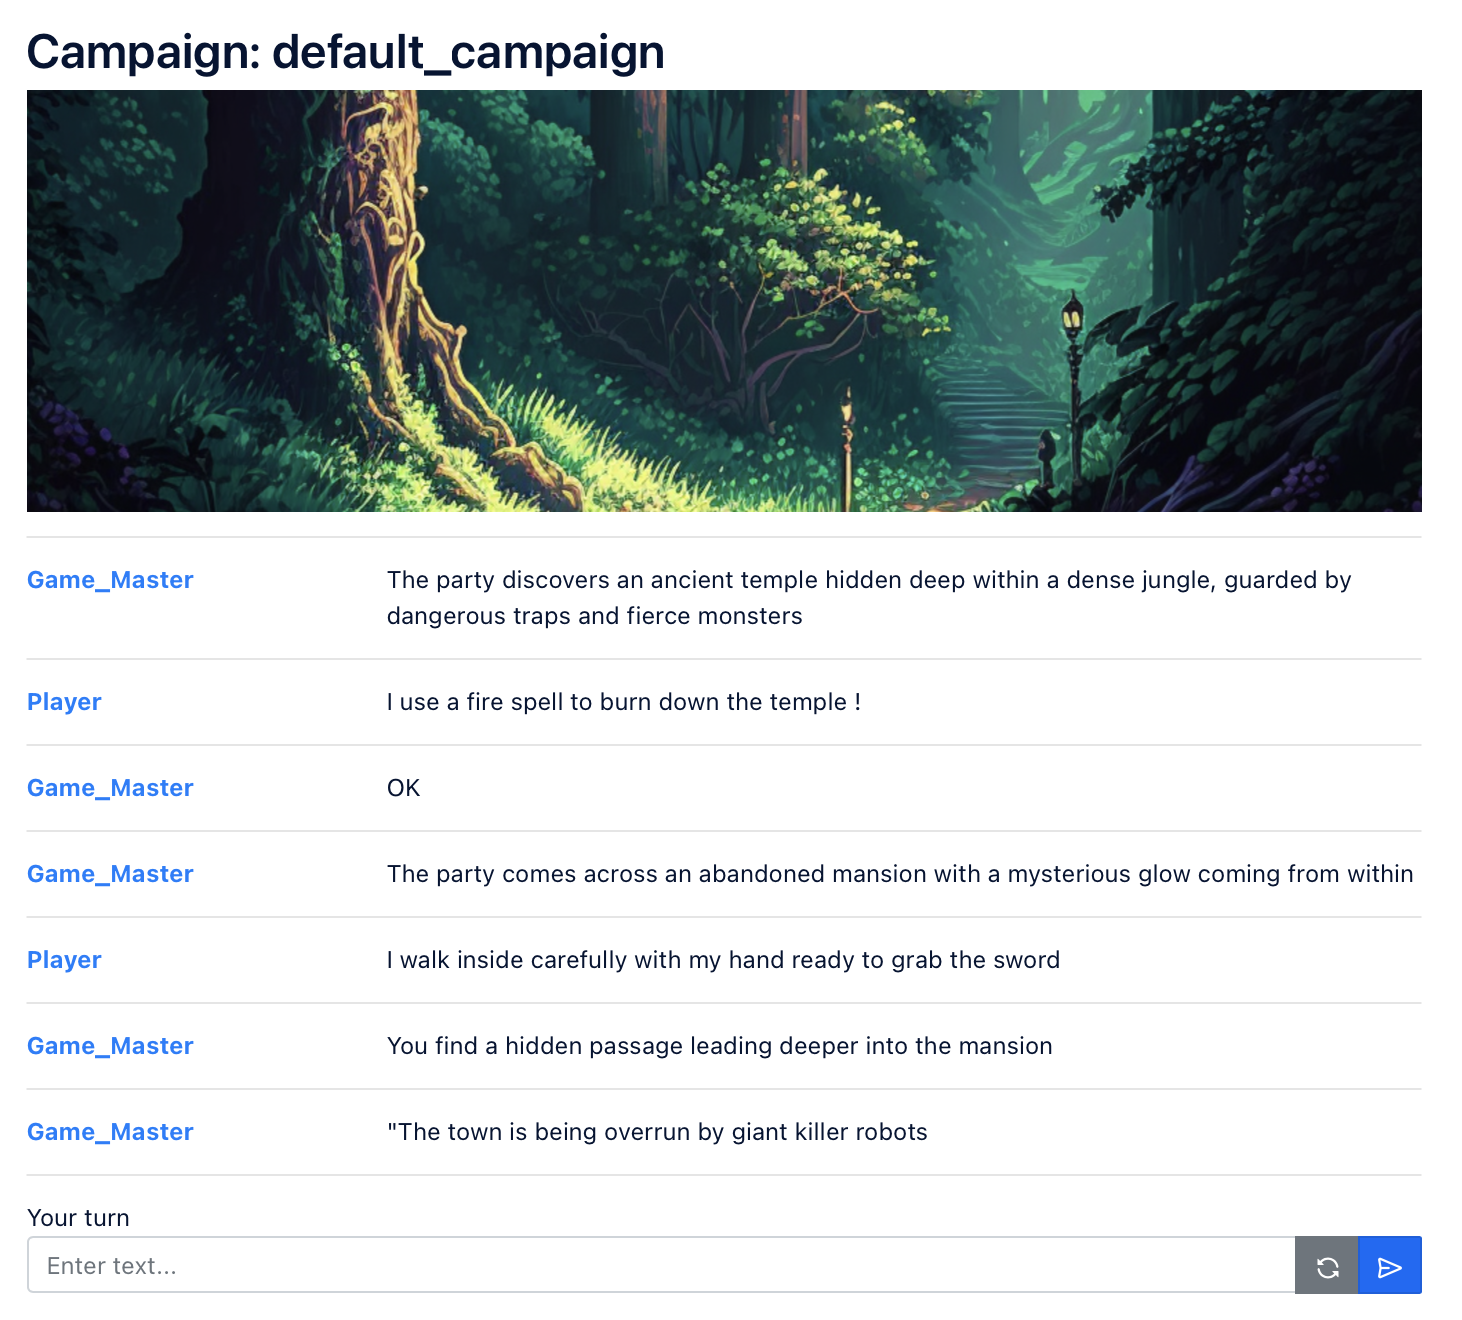 Campaign: default_campaign
Game_Master
The party discovers an ancient temple hidden deep within a dense jungle, guarded by
dangerous traps and fierce monsters
Player
I use a fire spell to burn down the temple !
Game_Master
OK
Game_Master
The party comes across an abandoned mansion with a mysterious glow coming from within
Player
I walk inside carefully with my hand ready to grab the sword
Game_Master
You find a hidden passage leading deeper into the mansion
Game_Master
"The town is being overrun by giant killer robots
Your turn
Enter text...